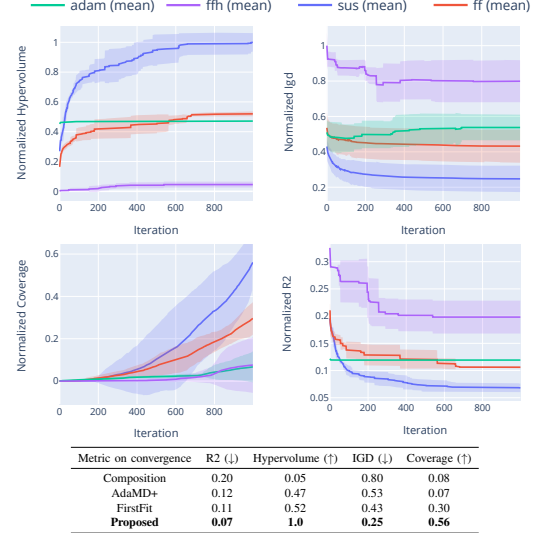 adam (mean) ffh (mean) sus (mean) ff (mean)
Normalized Hypervolume
1
0.8
0.6
0.4
0.2
0
0 200 400 600 800
Iteration
Normalized Igd
1
0.8
0.6
0.4
0.2
0 200 400 600 800
Iteration
Normalized Coverage
0.6
0.4
0.2
0
0 200 400 600 800
Iteration
Normalized R2
0.3
0.25
0.2
0.15
0.1
0.05
0 200 400 600 800
Iteration
Metric on convergence R2 (↓) Hypervolume (↑) IGD (↓) Coverage (↑)
Composition 0.20 0.05 0.80 0.08
AdaMD+ 0.12 0.47 0.53 0.07
FirstFit 0.11 0.52 0.43 0.30
Proposed 0.07 1.0 0.25 0.56